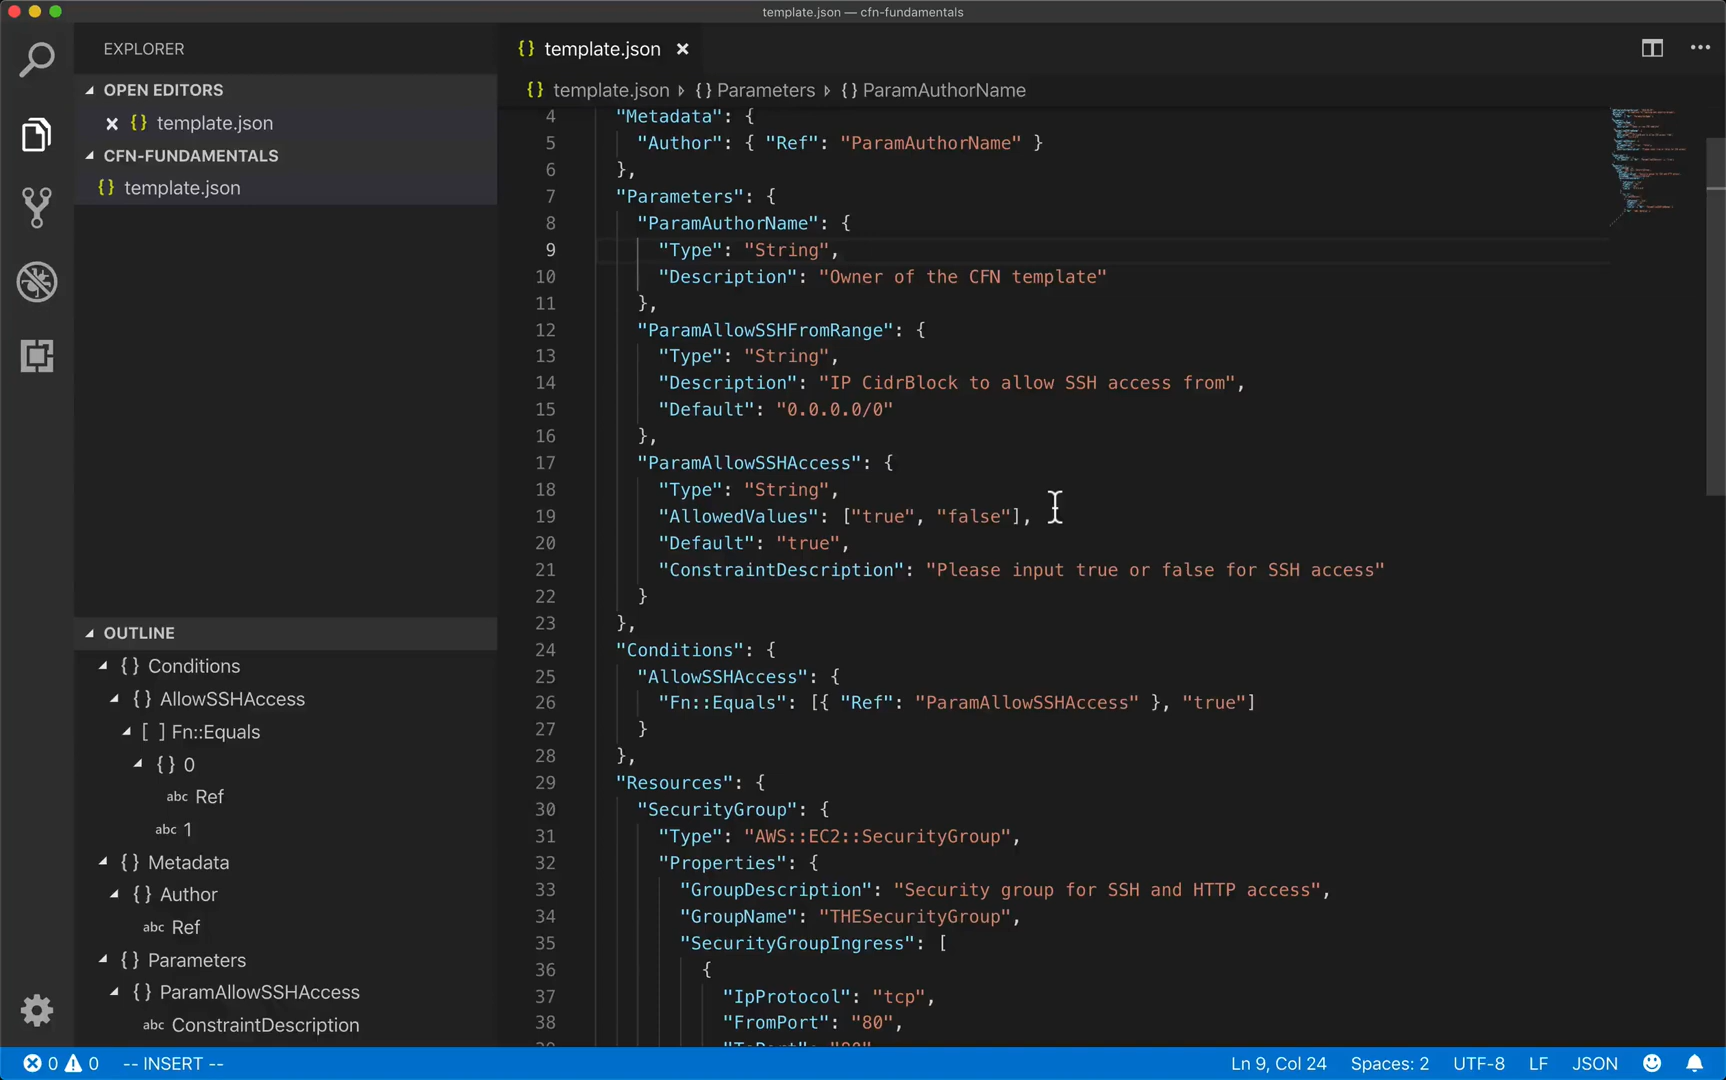 template.json — cfn-fundamentals
EXPLORER
OPEN EDITORS
{} template.json
CFN-FUNDAMENTALS
{} template.json
OUTLINE
{} Conditions
{} AllowSSHAccess
[ ] Fn::Equals
{} 0
abc Ref
abc 1
{} Metadata
{} Author
abc Ref
{} Parameters
{} ParamAllowSSHAccess
abc ConstraintDescription
{} template.json
{} template.json {} Parameters {} ParamAuthorName
4 "Metadata": {
5 "Author": { "Ref": "ParamAuthorName" }
6 },
7 "Parameters": {
8 "ParamAuthorName": {
9 "Type": "String",
10 "Description": "Owner of the CFN template"
11 },
12 "ParamAllowSSHFromRange": {
13 "Type": "String",
14 "Description": "IP CidrBlock to allow SSH access from",
15 "Default": "0.0.0.0/0"
16 },
17 "ParamAllowSSHAccess": {
18 "Type": "String",
19 "AllowedValues": ["true", "false"],
20 "Default": "true",
21 "ConstraintDescription": "Please input true or false for SSH access"
22 }
23 },
24 "Conditions": {
25 "AllowSSHAccess": {
26 "Fn::Equals": [{ "Ref": "ParamAllowSSHAccess" }, "true"]
27 }
28 },
29 "Resources": {
30 "SecurityGroup": {
31 "Type": "AWS::EC2::SecurityGroup",
32 "Properties": {
33 "GroupDescription": "Security group for SSH and HTTP access",
34 "GroupName": "THESecurityGroup",
35 "SecurityGroupIngress": [
36 {
37 "IpProtocol": "tcp",
38 "FromPort": "80",
0 0 -- INSERT -- Ln 9, Col 24 Spaces: 2 UTF-8 LF JSON